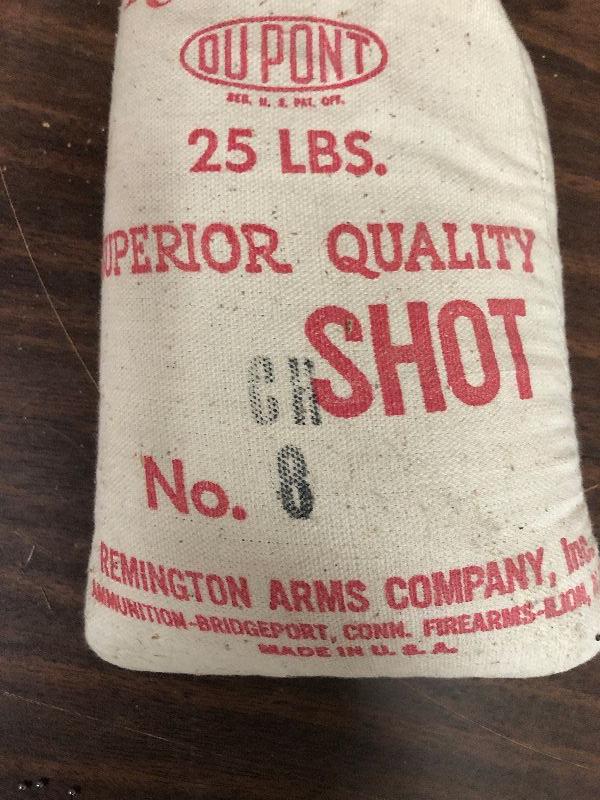 DU PONT
REG. U. S. PAT. OFF.
25 LBS.
UPERIOR QUALITY
CH SHOT
No. 8
REMINGTON ARMS COMPANY, Inc.
AMMUNITION-BRIDGEPORT, CONN. FIREARMS-ILION, N
MADE IN U. S. A.